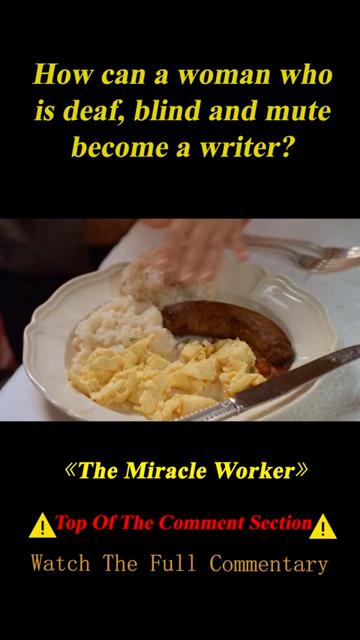 How can a woman who
is deaf, blind and mute
become a writer?
《The Miracle Worker》
Top Of The Comment Section
Watch The Full Commentary